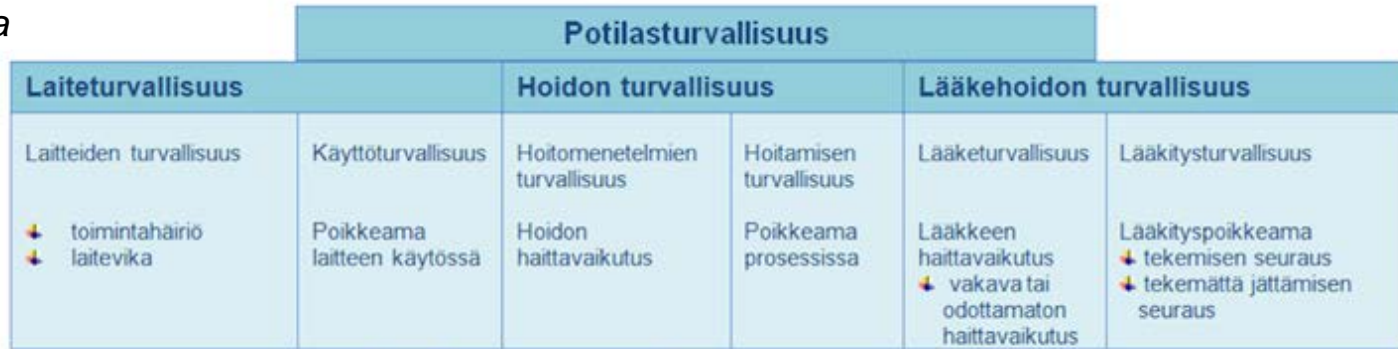 a
Potilasturvallisuus
Laiteturvallisuus
Hoidon turvallisuus
Lääkehoidon turvallisuus
Laitteiden turvallisuus
toimintahäiriö
laitevika
Käyttöturvallisuus
Poikkeama
laitteen käytössä
Hoitomenetelmien
turvallisuus
Hoidon
haittavaikutus
Hoitamisen
turvallisuus
Poikkeama
prosessissa
Lääketurvallisuus
Lääkkeen
haittavaikutus
vakava tai
odottamaton
haittavaikutus
Lääkitysturvallisuus
Lääkityspoikkeama
tekemisen seuraus
tekemättä jättämisen
seuraus